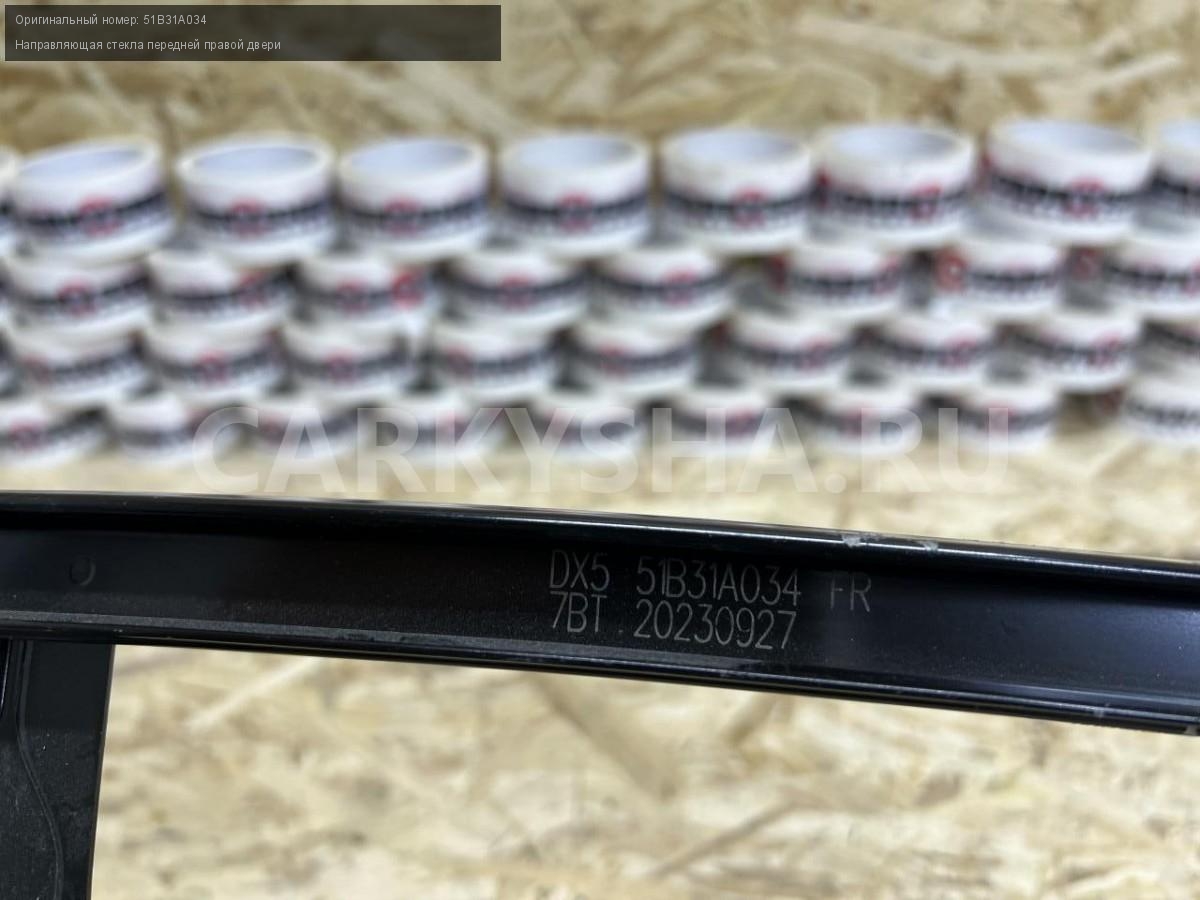 Оригинальный номер: 51B31A034
Направляющая стекла передней правой двери
CARKYSHA.RU
DX5 51B31A034 FR
7BT 20230927